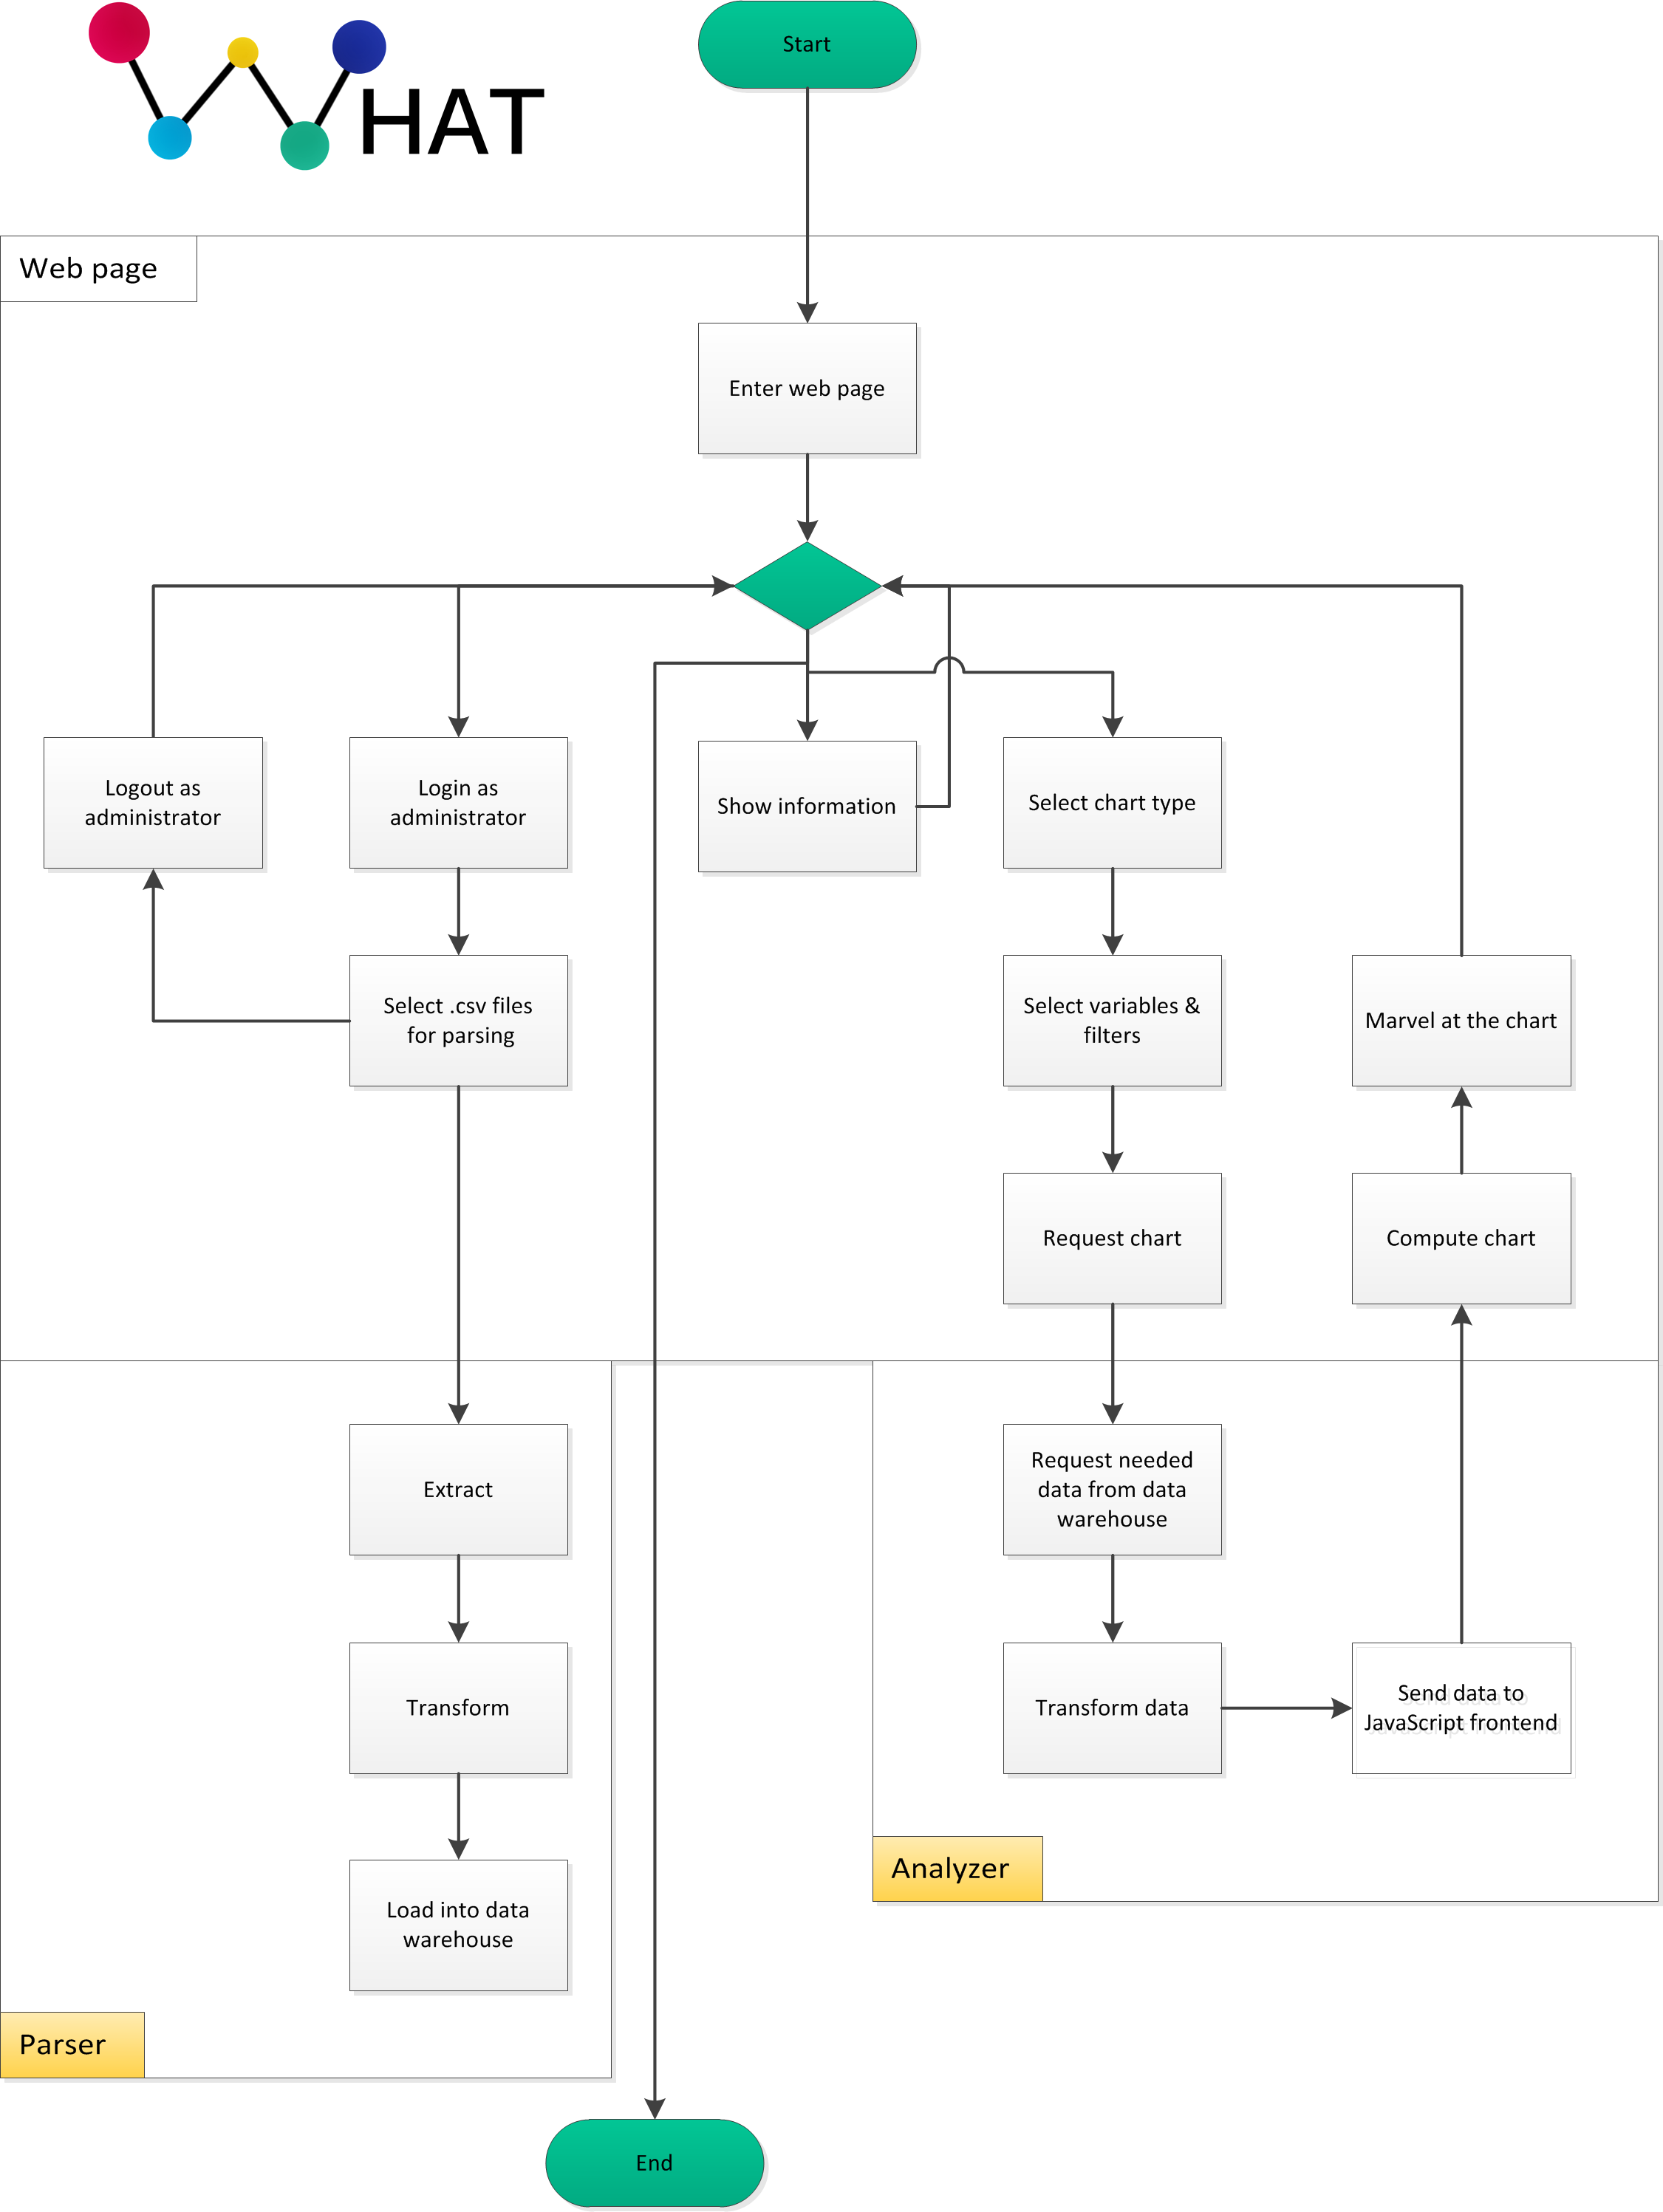 WHAT
Start
Web page
Enter web page
Logout as
administrator
Login as
administrator
Show information
Select chart type
Select .csv files
for parsing
Select variables &
filters
Marvel at the chart
Request chart
Compute chart
Extract
Request needed
data from data
warehouse
Transform
Transform data
Send data to
JavaScript frontend
Load into data
warehouse
Analyzer
Parser
End